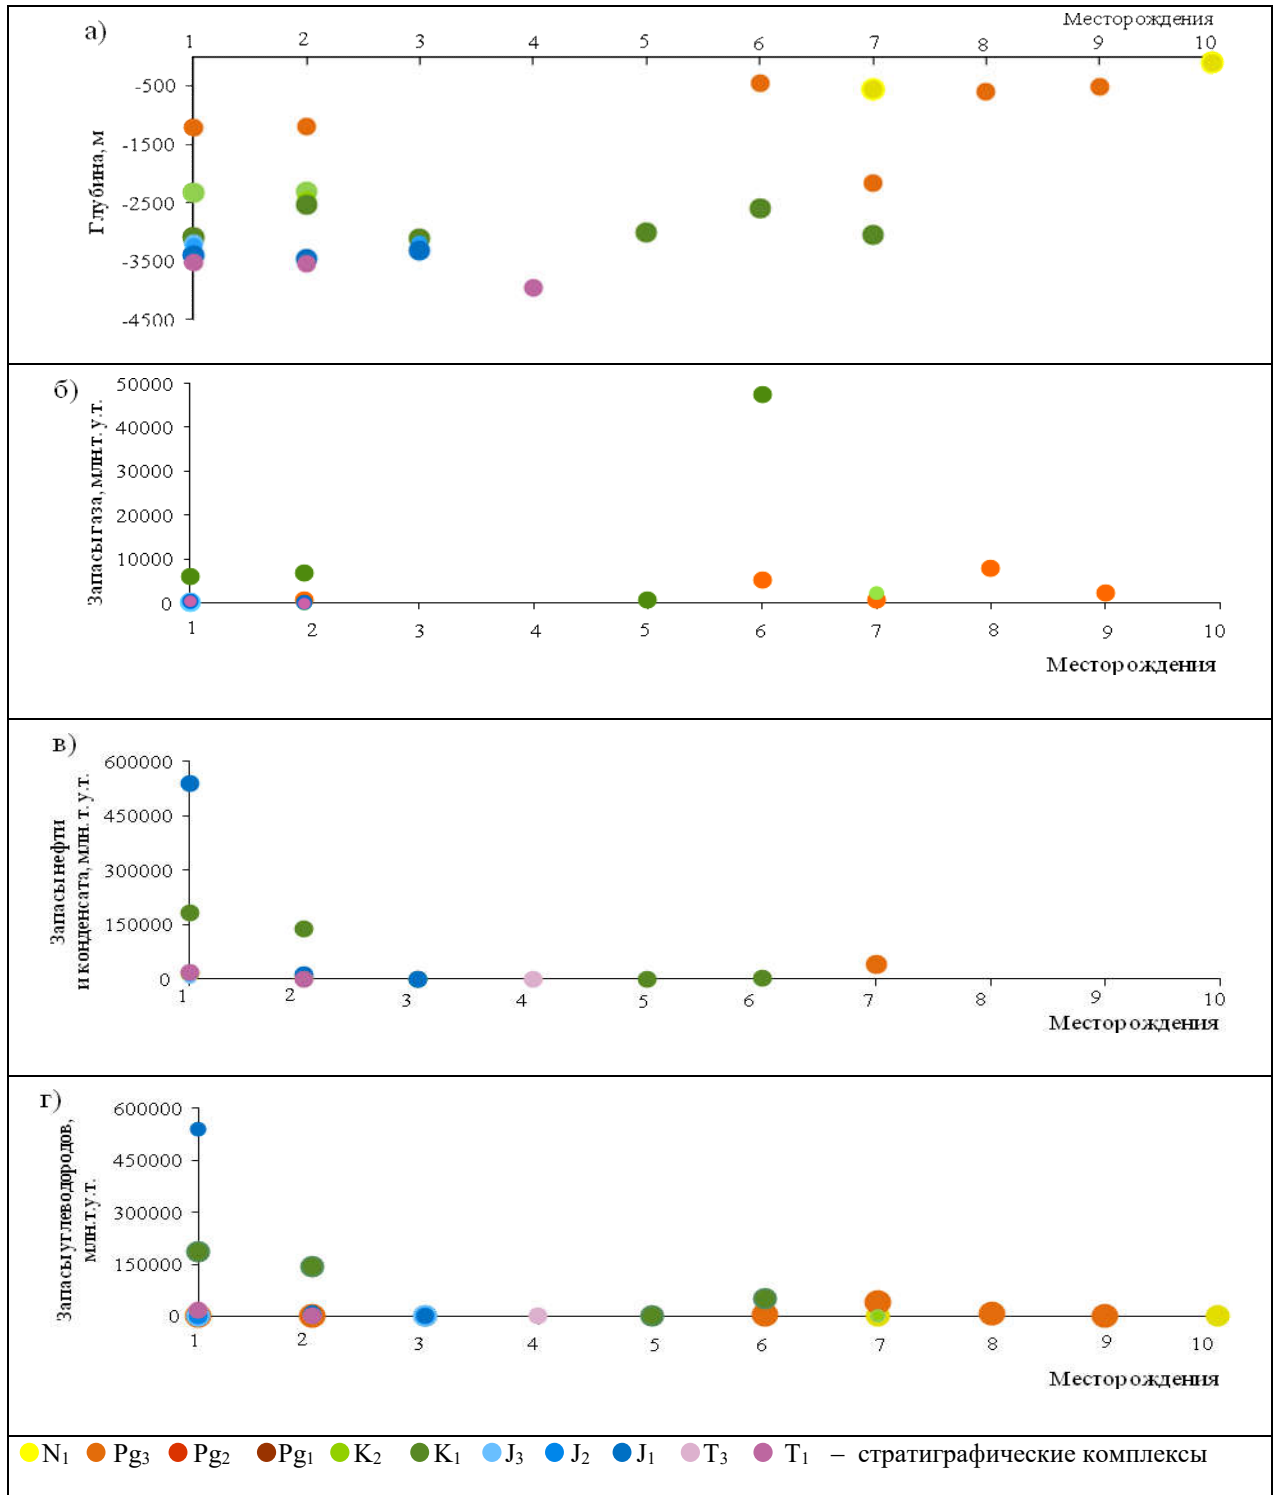 а)
Месторождения
1 2 3 4 5 6 7 8 9 10
-500
-1500
-2500
-3500
-4500
Глубина, м
б)
50000
40000
30000
20000
10000
0
Запасы газа, млн.т. у.т.
1 2 3 4 5 6 7 8 9 10
Месторождения
в)
600000
450000
300000
150000
0
Запасы нефти
и конденсата, млн. т. у.т.
1 2 3 4 5 6 7 8 9 10
Месторождения
г)
600000
450000
300000
150000
0
Запасы углеводородов,
млн.т.у.т.
1 2 3 4 5 6 7 8 9 10
Месторождения
N₁ Pg₃ Pg₂ Pg₁ K₂ K₁ J₃ J₂ J₁ T₃ T₁ – стратиграфические комплексы